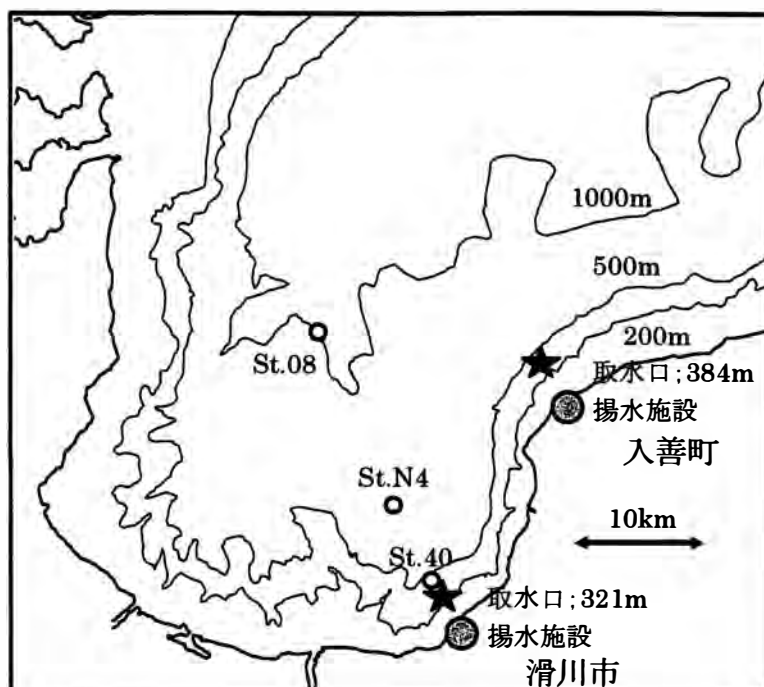 1000m
500m
200m
St.08
取水口;384m
揚水施設
入善町
St.N4
10km
St.40
取水口;321m
揚水施設
滑川市